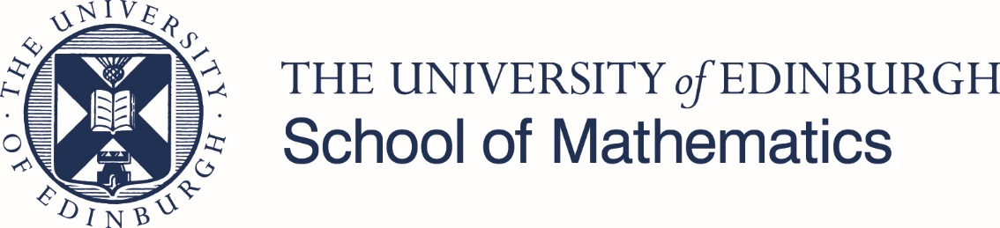 THE UNIVERSITY
· OF EDINBURGH ·
THE UNIVERSITY of EDINBURGH
School of Mathematics